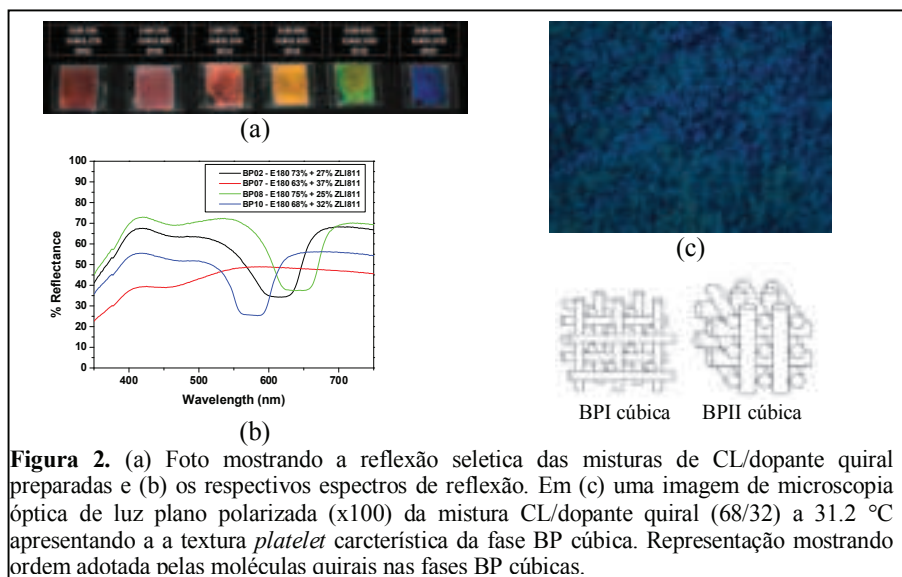 (a)
100
90
80
70
60
50
40
30
20
10
0
% Reflectance
BP02 - E180 73% + 27% ZLI811
BP07 - E180 63% + 37% ZLI811
BP08 - E180 75% + 25% ZLI811
BP10 - E180 68% + 32% ZLI811
400 500 600 700
Wavelength (nm)
(b)
(c)
BPI cúbica BPII cúbica
Figura 2. (a) Foto mostrando a reflexão seletica das misturas de CL/dopante quiral
preparadas e (b) os respectivos espectros de reflexão. Em (c) uma imagem de microscopia
óptica de luz plano polarizada (x100) da mistura CL/dopante quiral (68/32) a 31.2 °C
apresentando a a textura platelet carcterística da fase BP cúbica. Representação mostrando
ordem adotada pelas moléculas quirais nas fases BP cúbicas.